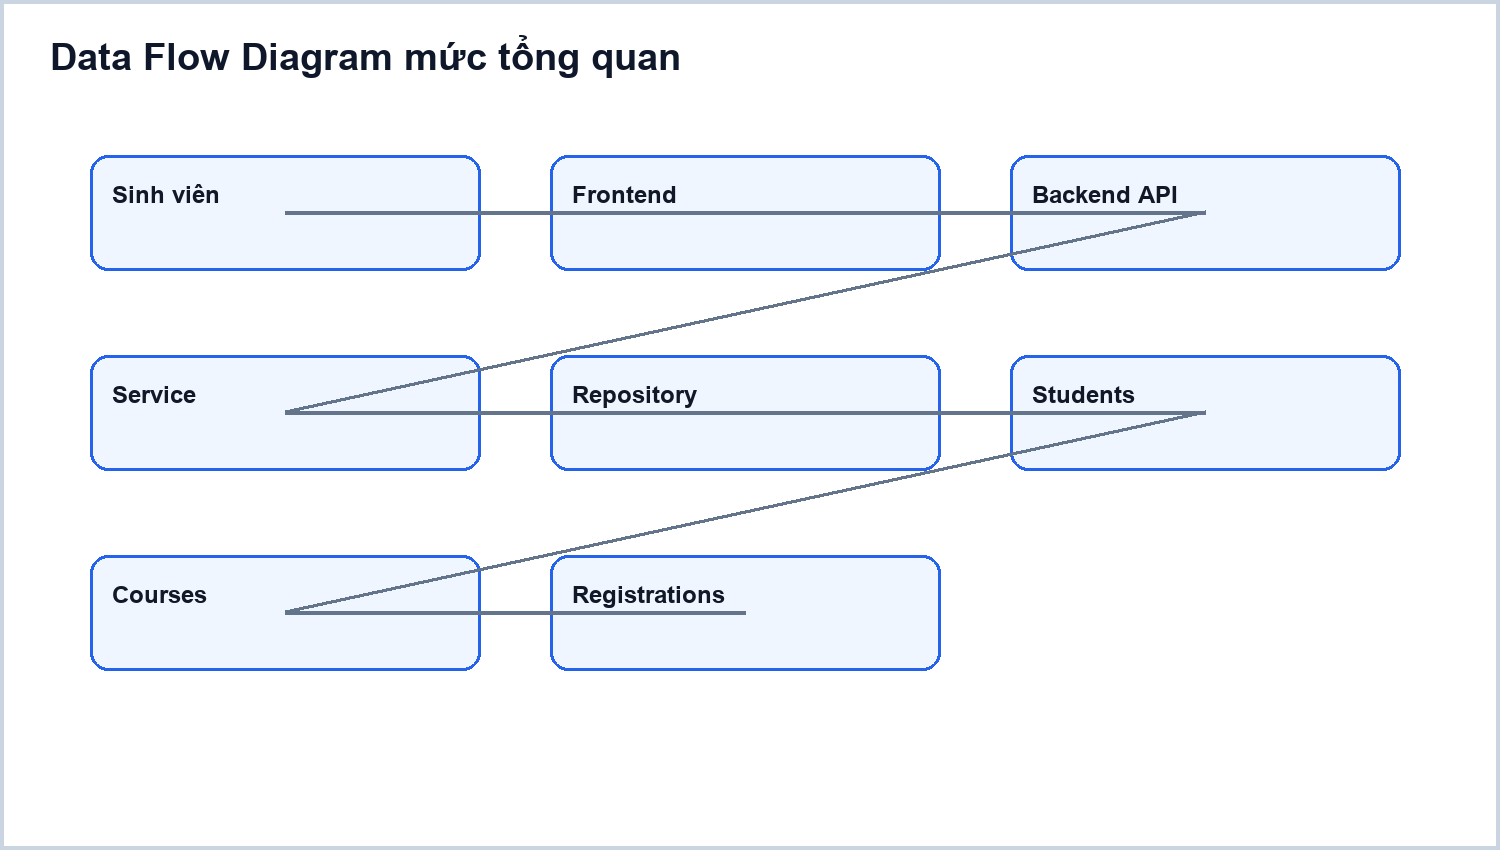 Data Flow Diagram mức tổng quan
Sinh viên
Frontend
Backend API
Service
Repository
Students
Courses
Registrations